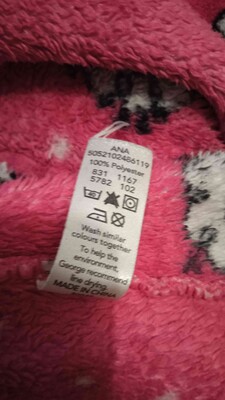 ANA
5052102486119
100% Polyester
831 1167
5782 102
Wash similar
colours together
To help the
environment,
George recommend
line drying.
MADE IN CHINA